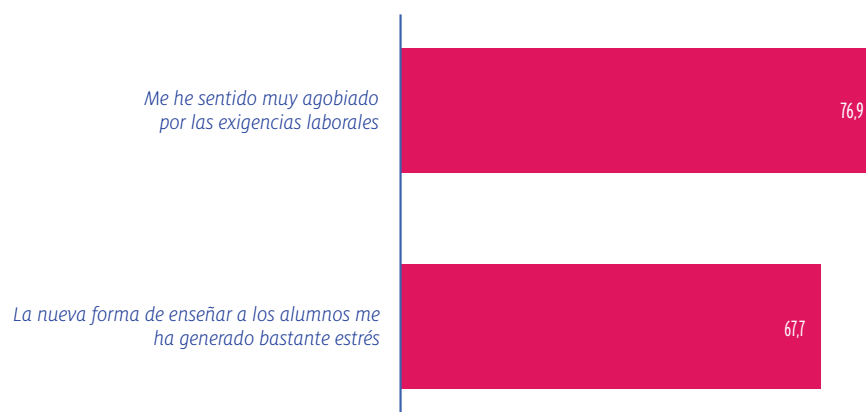 Me he sentido muy agobiado
por las exigencias laborales
76,9
La nueva forma de enseñar a los alumnos me
ha generado bastante estrés
67,7